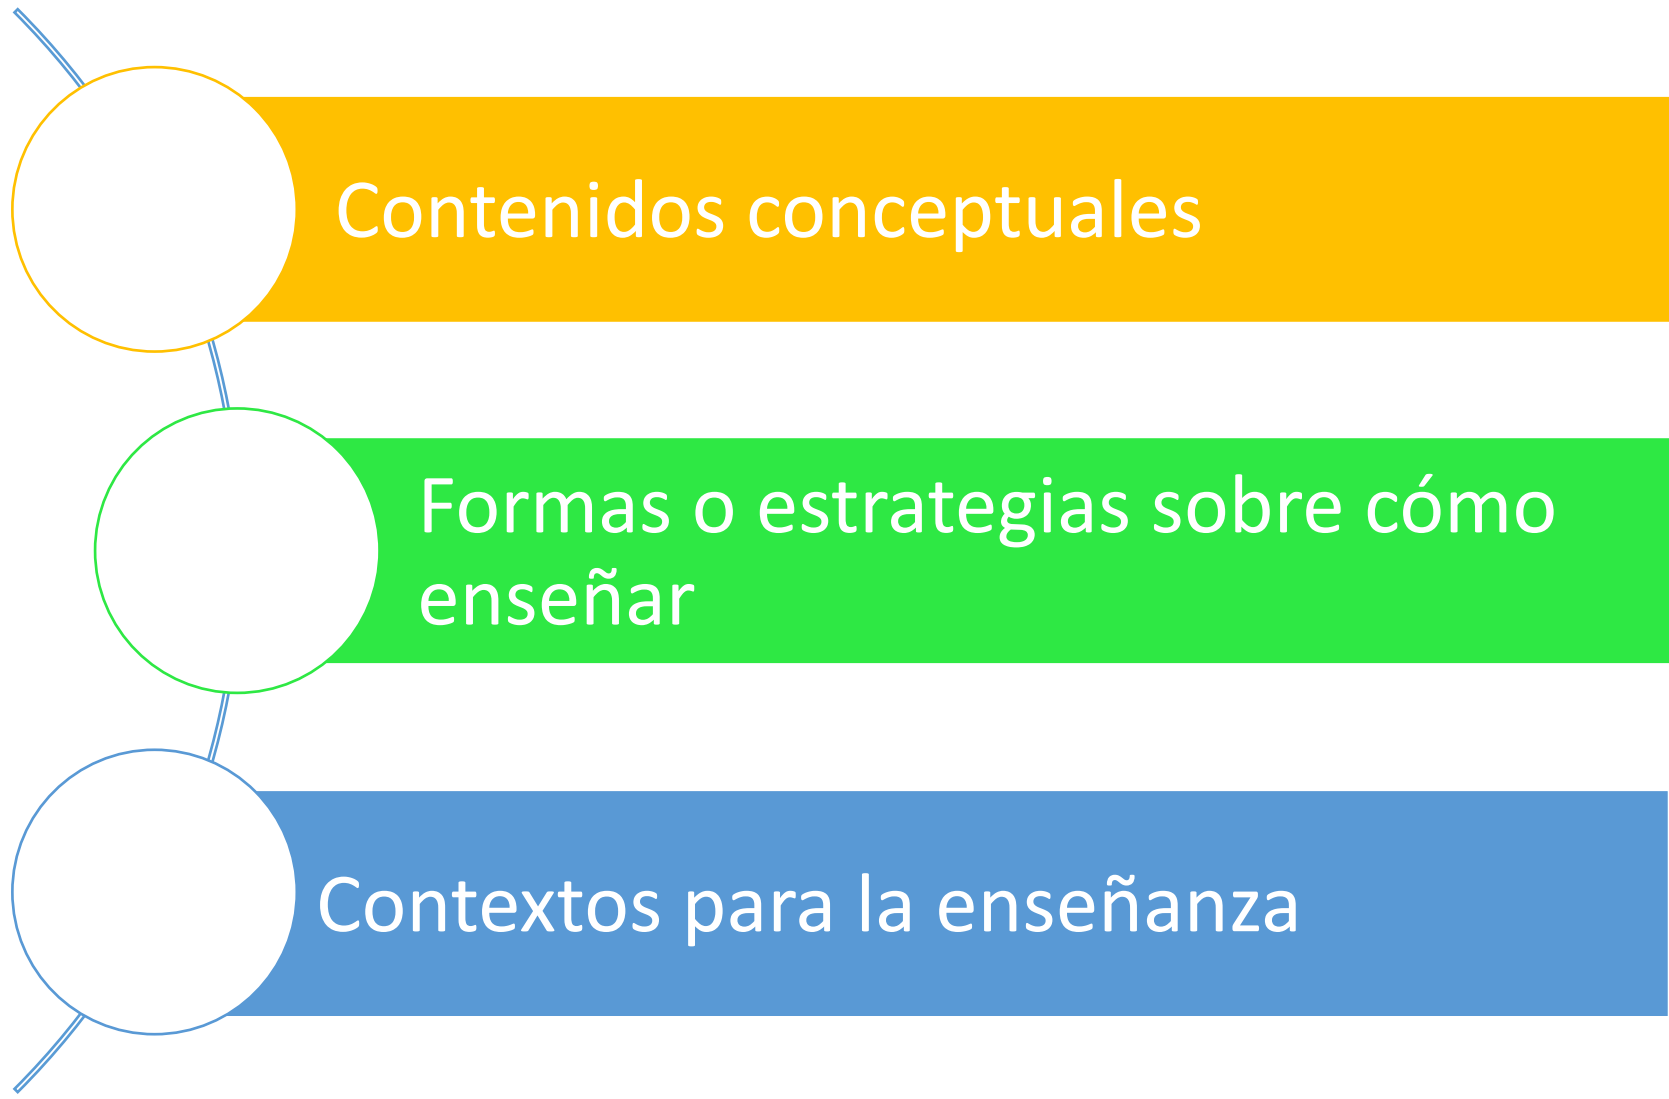 Contenidos conceptuales
Formas o estrategias sobre cómo
enseñar
Contextos para la enseñanza